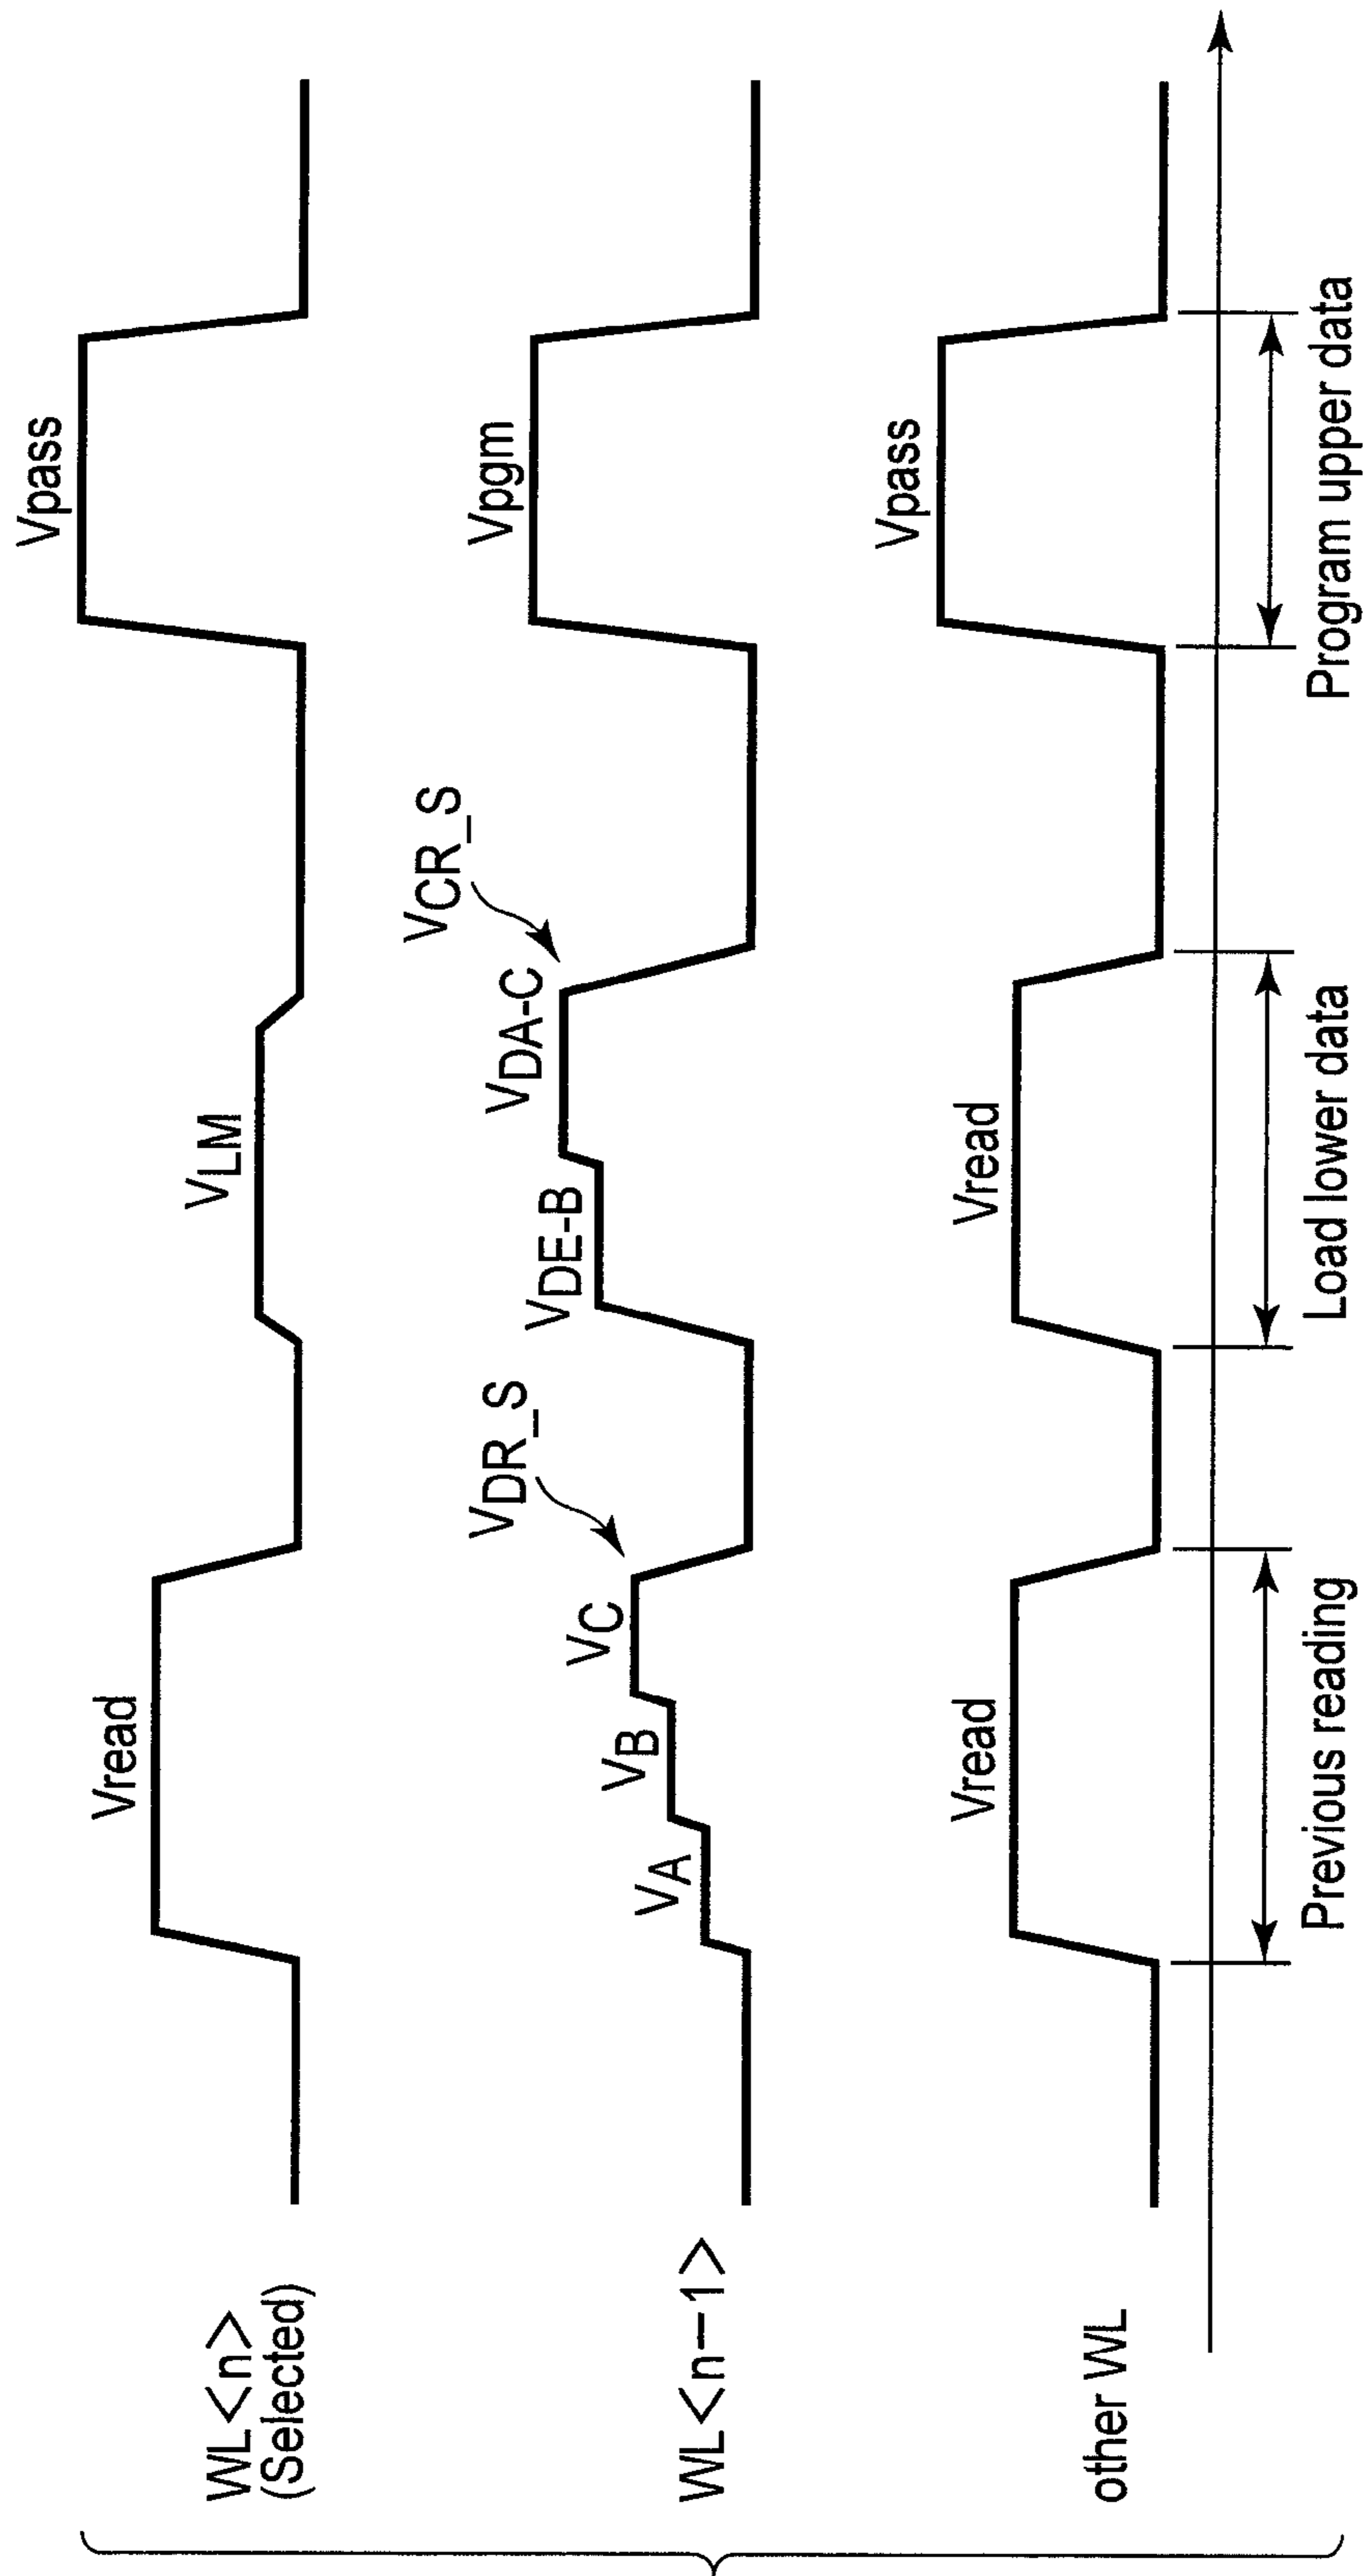 WL<n>
(Selected)
Vread
VLM
Vpass
WL<n−1>
VA
VB
VC
VDR_S
VDE-B
VDA-C
VCR_S
Vpgm
other WL
Vread
Vread
Vpass
Previous reading
Load lower data
Program upper data